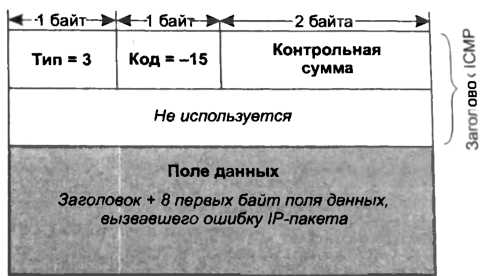 1 байт
1 байт
2 байта
Тип = 3
Код = –15
Контрольная
сумма
Не используется
Заголовок ICMP
Поле данных
Заголовок + 8 первых байт поля данных,
вызвавшего ошибку IP-пакета